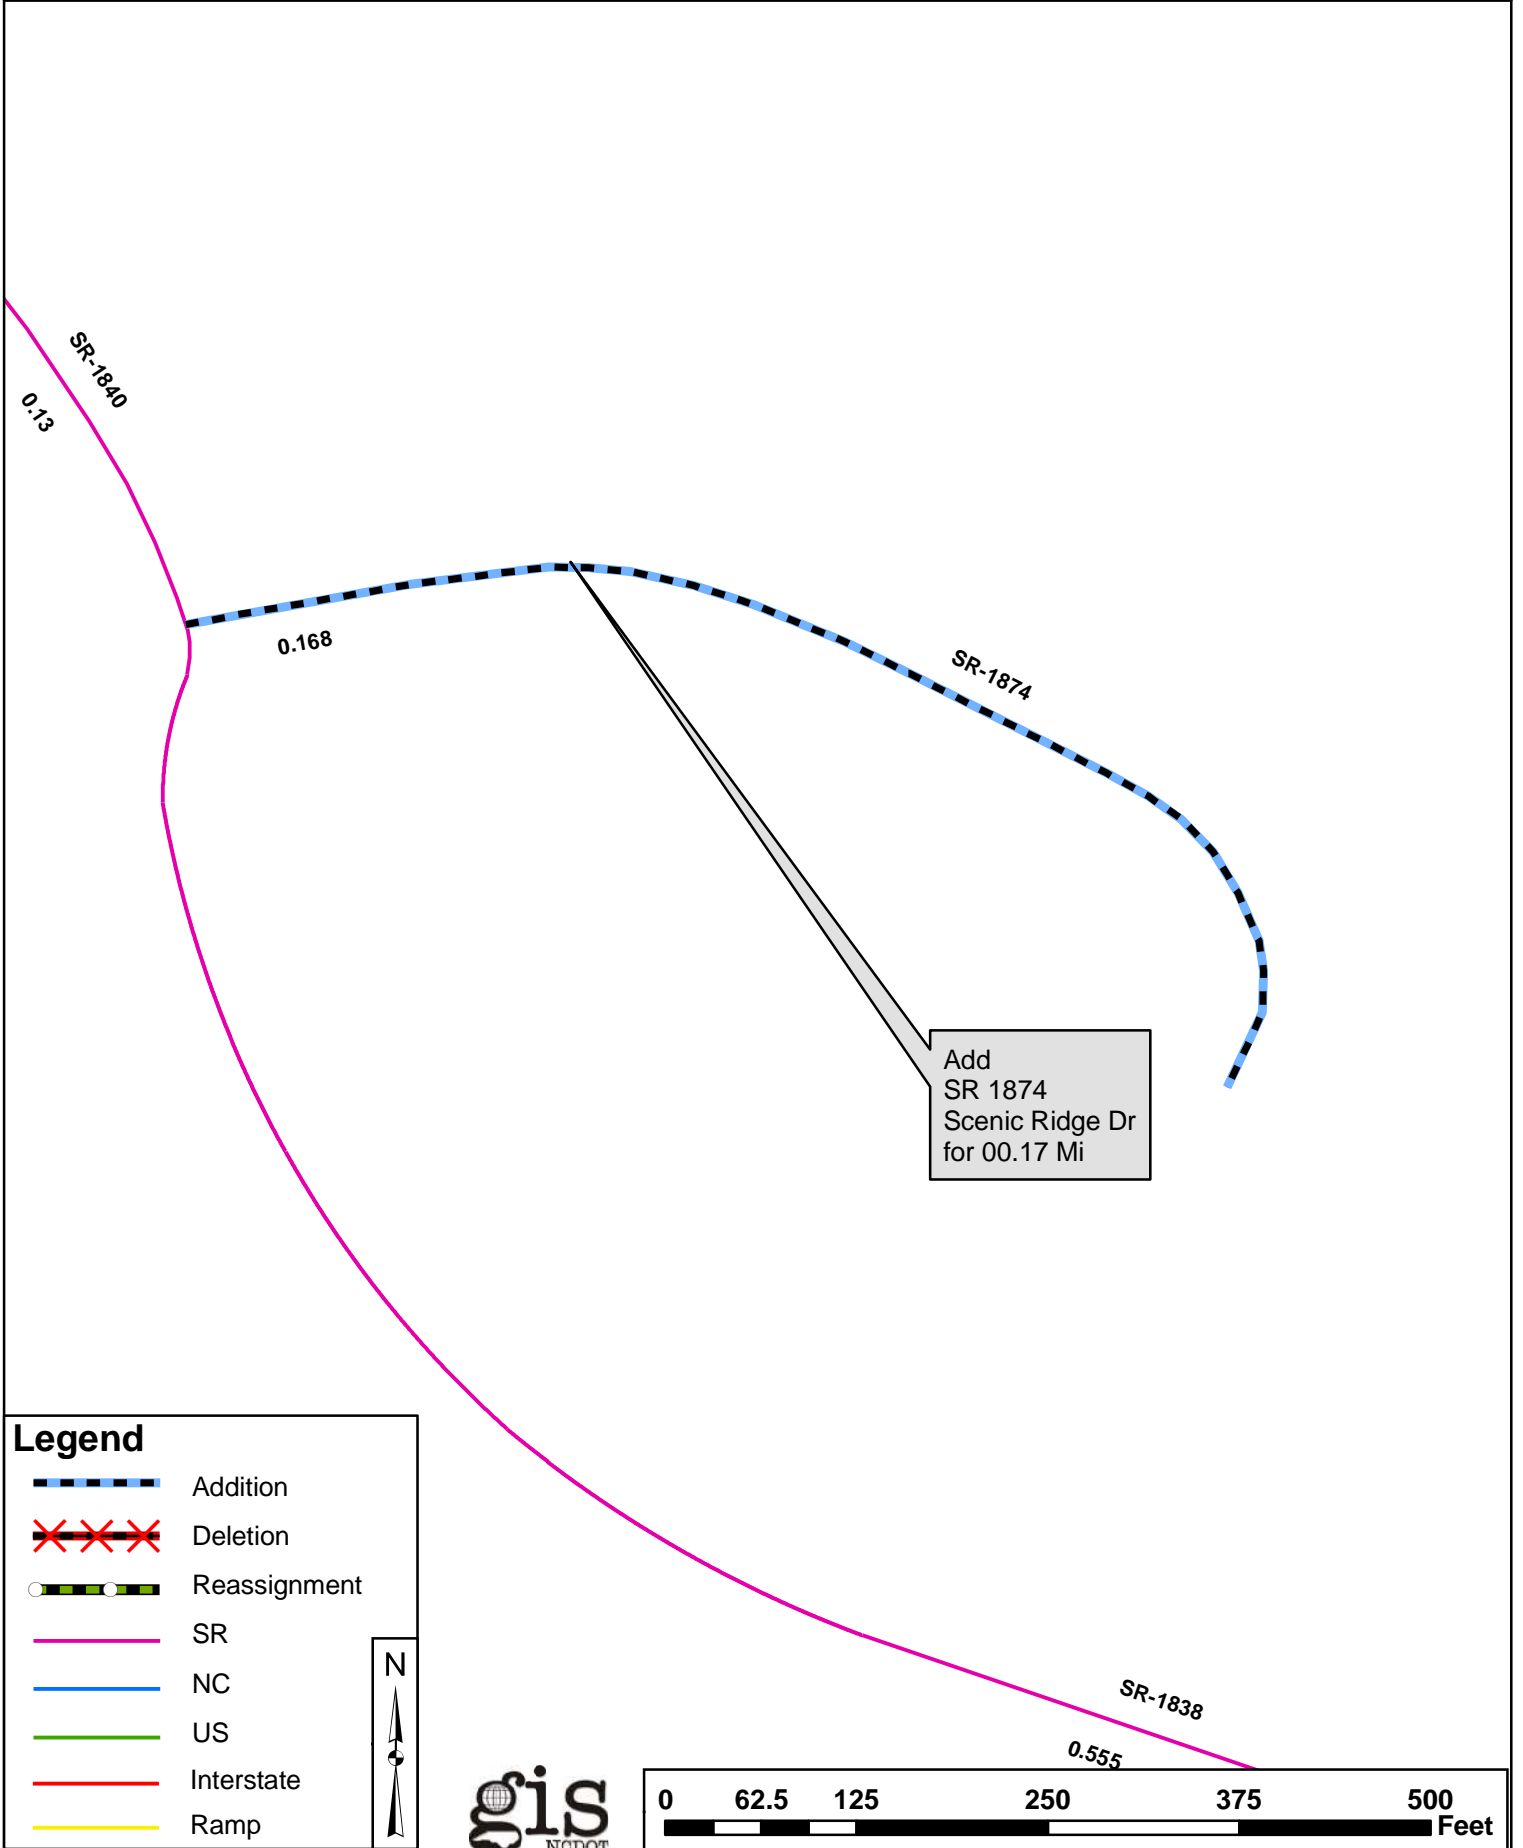 SR-1840
0.13
0.168
SR-1874
Add
SR 1874
Scenic Ridge Dr
for 00.17 Mi
SR-1838
0.555
Legend
Addition
Deletion
Reassignment
SR
NC
US
Interstate
Ramp
N
gis
NCDOT
0 62.5 125 250 375 500
Feet